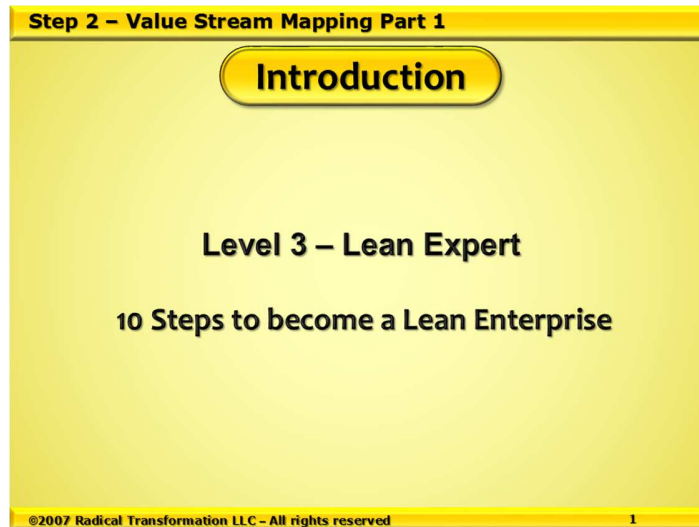 Step 2 – Value Stream Mapping Part 1
Introduction
Level 3 – Lean Expert
10 Steps to become a Lean Enterprise
©2007 Radical Transformation LLC – All rights reserved 1